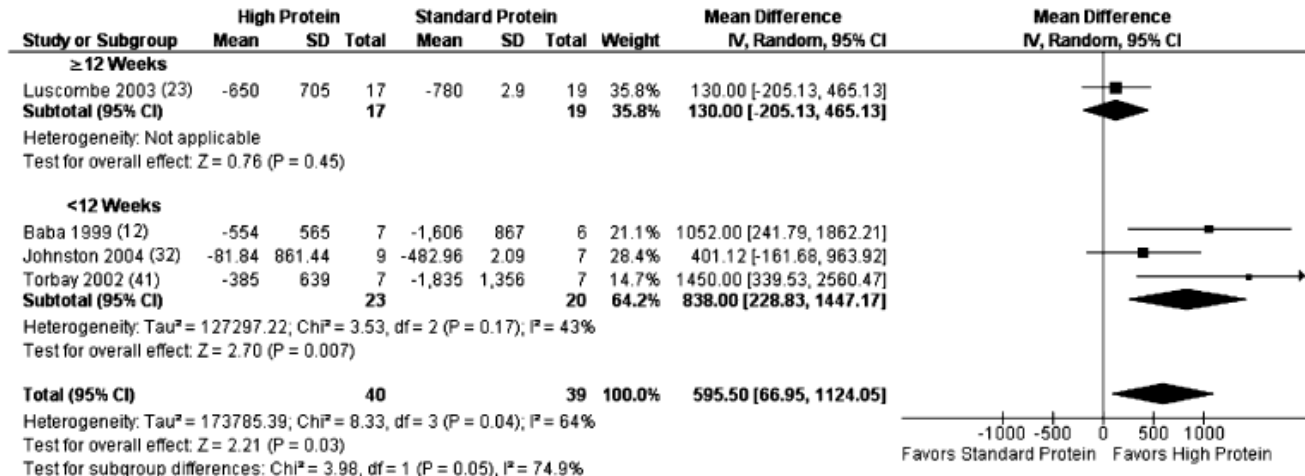 High Protein Standard Protein Mean Difference Mean Difference
Study or Subgroup Mean SD Total Mean SD Total Weight IV, Random, 95% CI IV, Random, 95% CI
≥12 Weeks
Luscombe 2003 (23) -650 705 17 -780 2.9 19 35.8% 130.00 [-205.13, 465.13]
Subtotal (95% CI) 17 19 35.8% 130.00 [-205.13, 465.13]
Heterogeneity: Not applicable
Test for overall effect: Z = 0.76 (P = 0.45)
<12 Weeks
Baba 1999 (12) -554 565 7 -1,606 867 6 21.1% 1052.00 [241.79, 1862.21]
Johnston 2004 (32) -81.84 861.44 9 -482.96 2.09 7 28.4% 401.12 [-161.68, 963.92]
Torbay 2002 (41) -385 639 7 -1,835 1,356 7 14.7% 1450.00 [339.53, 2560.47]
Subtotal (95% CI) 23 20 64.2% 838.00 [228.83, 1447.17]
Heterogeneity: Tau² = 127297.22; Chi² = 3.53, df = 2 (P = 0.17); I² = 43%
Test for overall effect: Z = 2.70 (P = 0.007)
Total (95% CI) 40 39 100.0% 595.50 [66.95, 1124.05]
Heterogeneity: Tau² = 173785.39; Chi² = 8.33, df = 3 (P = 0.04); I² = 64%
Test for overall effect: Z = 2.21 (P = 0.03)
Test for subgroup differences: Chi² = 3.98, df = 1 (P = 0.05), I² = 74.9%
-1000 -500 0 500 1000
Favors Standard Protein Favors High Protein